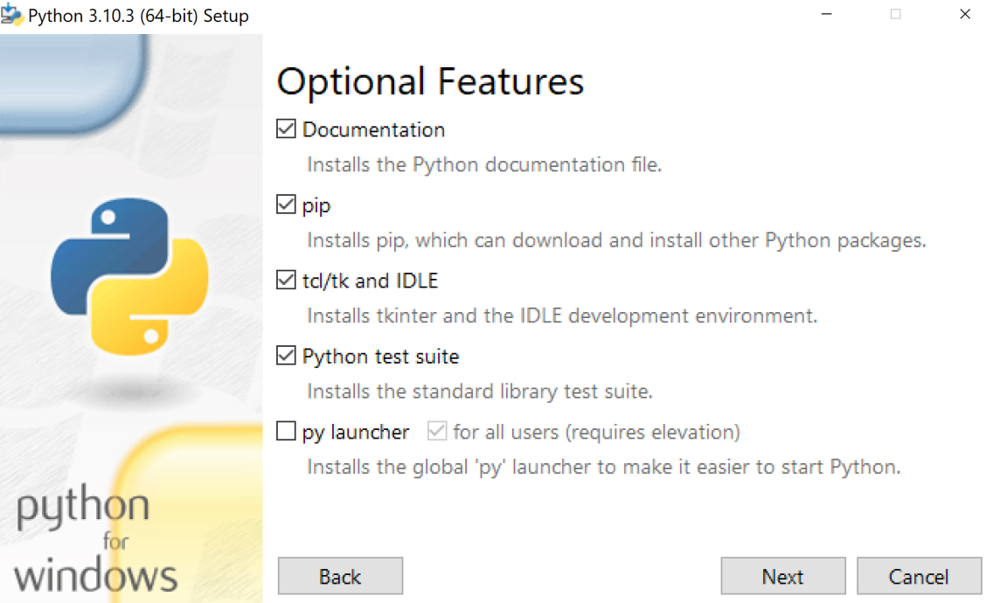 Python 3.10.3 (64-bit) Setup
Optional Features
Documentation
Installs the Python documentation file.
pip
Installs pip, which can download and install other Python packages.
tcl/tk and IDLE
Installs tkinter and the IDLE development environment.
Python test suite
Installs the standard library test suite.
py launcher for all users (requires elevation)
Installs the global 'py' launcher to make it easier to start Python.
python
for
windows
Back Next Cancel